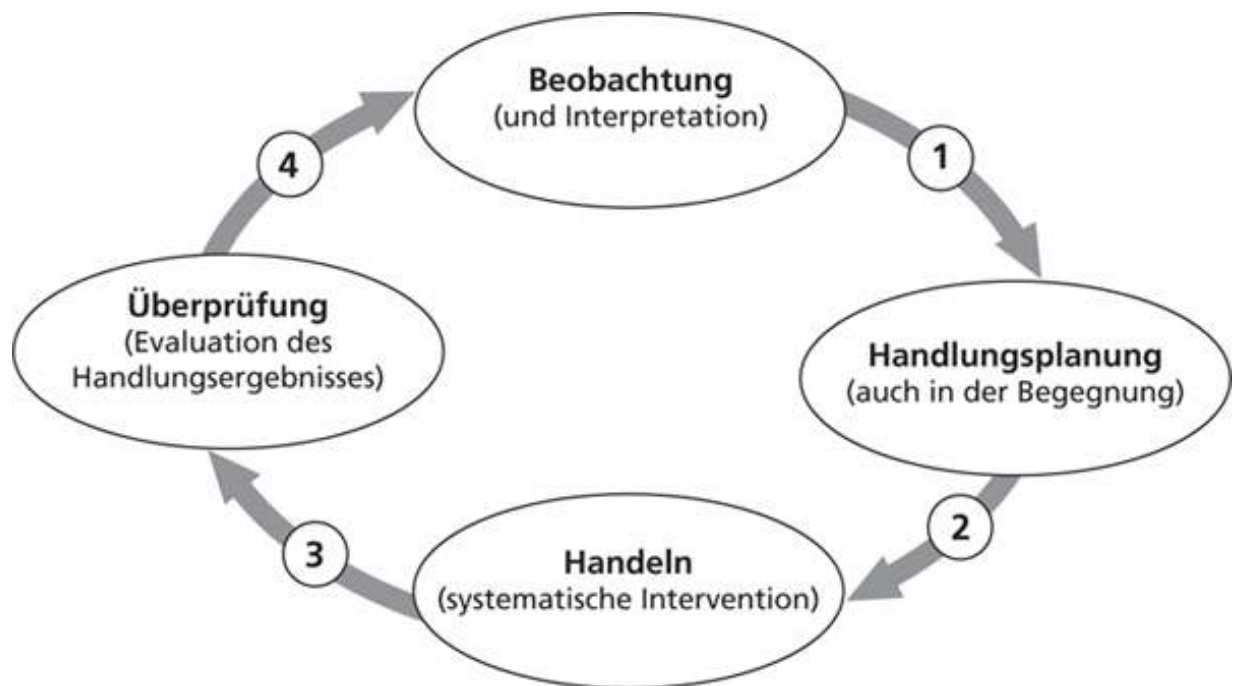 Beobachtung
(und Interpretation)
1
Handlungsplanung
(auch in der Begegnung)
2
Handeln
(systematische Intervention)
3
Überprüfung
(Evaluation des
Handlungsergebnisses)
4